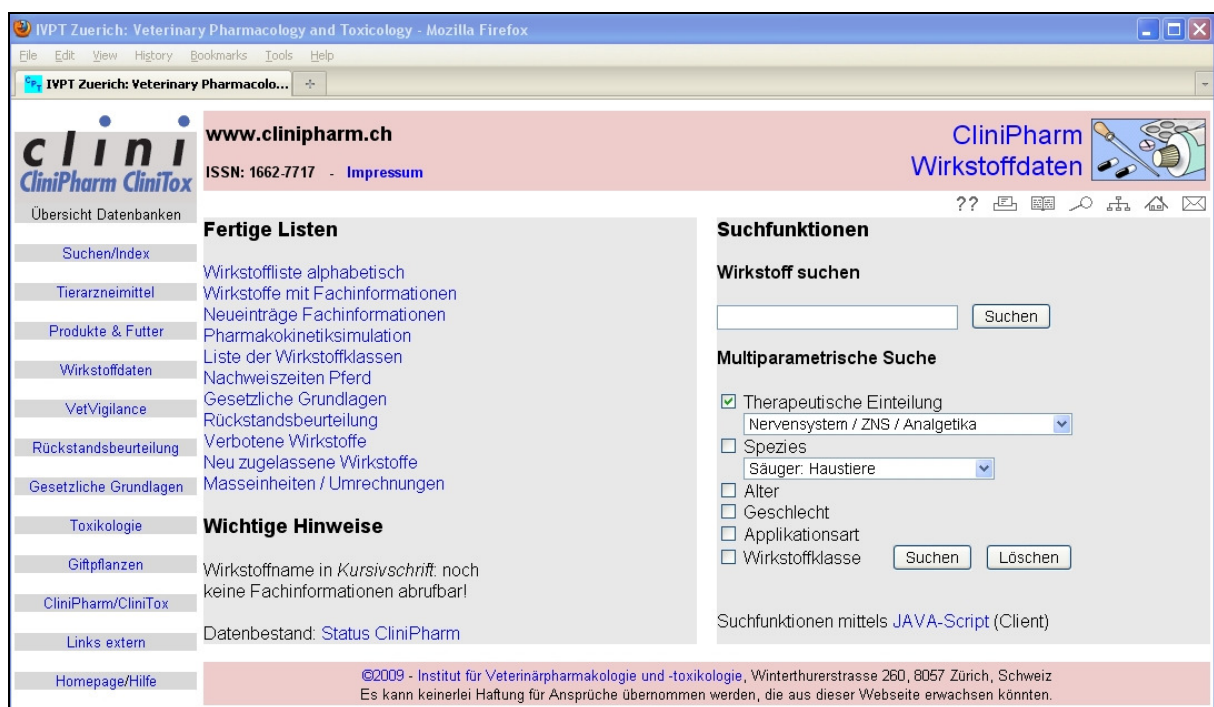 IVPT Zuerich: Veterinary Pharmacology and Toxicology - Mozilla Firefox
File Edit View History Bookmarks Tools Help
CPT IVPT Zuerich: Veterinary Pharmacolo...
clini
CliniPharm CliniTox
www.clinipharm.ch
ISSN: 1662-7717 - Impressum
CliniPharm
Wirkstoffdaten
??
Übersicht Datenbanken
Suchen/Index
Tierarzneimittel
Produkte & Futter
Wirkstoffdaten
VetVigilance
Rückstandsbeurteilung
Gesetzliche Grundlagen
Toxikologie
Giftpflanzen
CliniPharm/CliniTox
Links extern
Homepage/Hilfe
Fertige Listen
Wirkstoffliste alphabetisch
Wirkstoffe mit Fachinformationen
Neueinträge Fachinformationen
Pharmakokinetiksimulation
Liste der Wirkstoffklassen
Nachweiszeiten Pferd
Gesetzliche Grundlagen
Rückstandsbeurteilung
Verbotene Wirkstoffe
Neu zugelassene Wirkstoffe
Masseinheiten / Umrechnungen
Wichtige Hinweise
Wirkstoffname in Kursivschrift: noch
keine Fachinformationen abrufbar!
Datenbestand: Status CliniPharm
Suchfunktionen
Wirkstoff suchen
Suchen
Multiparametrische Suche
Therapeutische Einteilung
Nervensystem / ZNS / Analgetika
Spezies
Säuger: Haustiere
Alter
Geschlecht
Applikationsart
Wirkstoffklasse Suchen Löschen
Suchfunktionen mittels JAVA-Script (Client)
©2009 - Institut für Veterinärpharmakologie und -toxikologie, Winterthurerstrasse 260, 8057 Zürich, Schweiz
Es kann keinerlei Haftung für Ansprüche übernommen werden, die aus dieser Webseite erwachsen könnten.